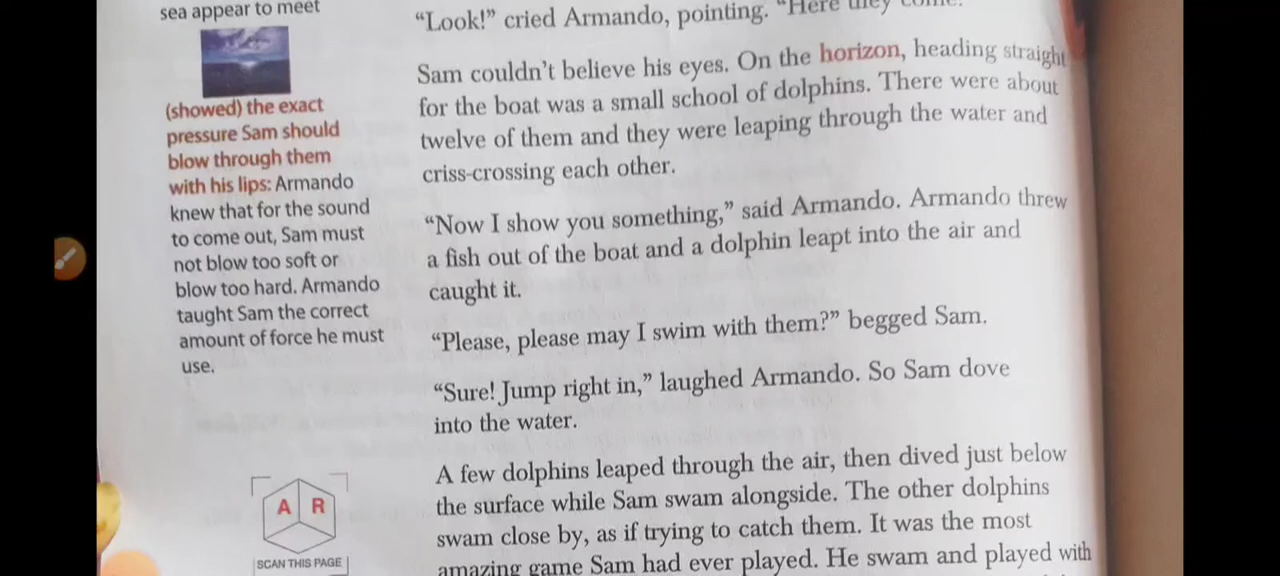 sea appear to meet
(showed) the exact
pressure Sam should
blow through them
with his lips: Armando
knew that for the sound
to come out, Sam must
not blow too soft or
blow too hard. Armando
taught Sam the correct
amount of force he must
use.
A R
SCAN THIS PAGE
“Look!” cried Armando, pointing. “Here they come!
Sam couldn’t believe his eyes. On the horizon, heading straight
for the boat was a small school of dolphins. There were about
twelve of them and they were leaping through the water and
criss-crossing each other.
“Now I show you something,” said Armando. Armando threw
a fish out of the boat and a dolphin leapt into the air and
caught it.
“Please, please may I swim with them?” begged Sam.
“Sure! Jump right in,” laughed Armando. So Sam dove
into the water.
A few dolphins leaped through the air, then dived just below
the surface while Sam swam alongside. The other dolphins
swam close by, as if trying to catch them. It was the most
amazing game Sam had ever played. He swam and played with